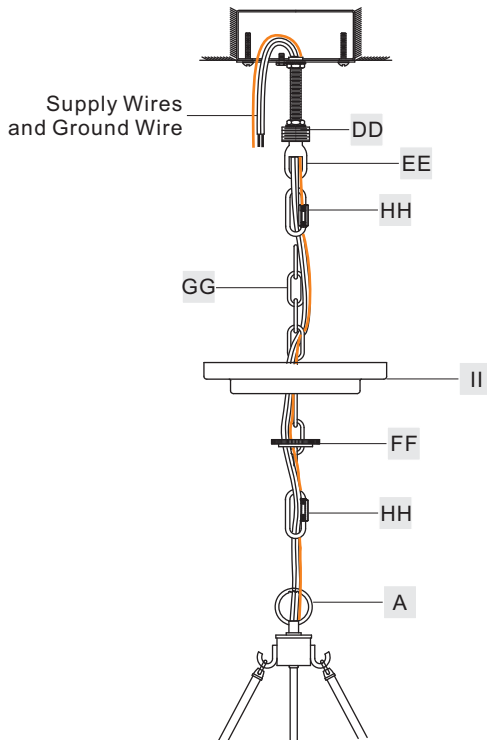 Supply Wires
and Ground Wire
DD
EE
HH
GG
II
FF
HH
A